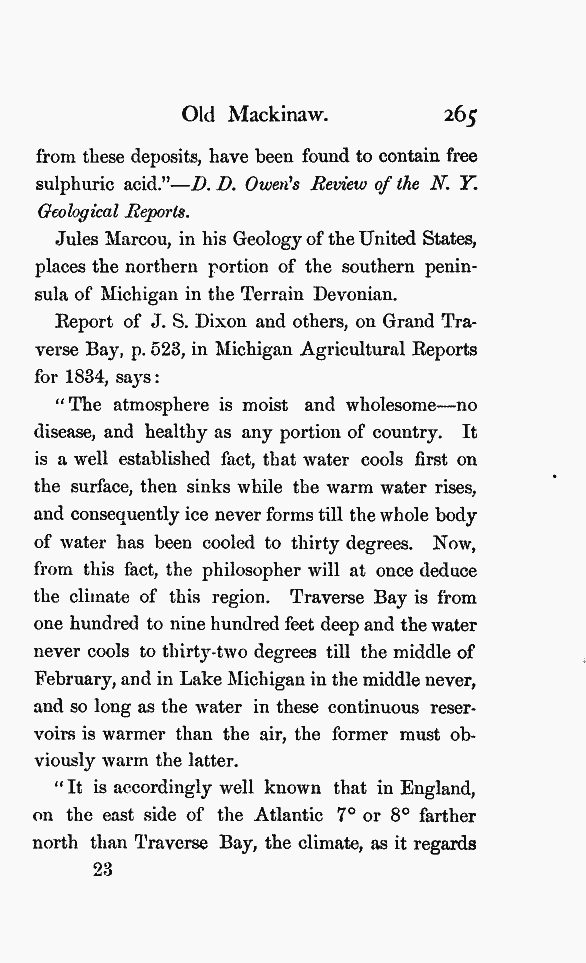 Old Mackinaw. 265
from these deposits, have been found to contain free
sulphuric acid."—D. D. Owen's Review of the N. Y.
Geological Reports.
Jules Marcou, in his Geology of the United States,
places the northern portion of the southern penin-
sula of Michigan in the Terrain Devonian.
Report of J. S. Dixon and others, on Grand Tra-
verse Bay, p. 523, in Michigan Agricultural Reports
for 1834, says:
"The atmosphere is moist and wholesome—no
disease, and healthy as any portion of country. It
is a well established fact, that water cools first on
the surface, then sinks while the warm water rises,
and consequently ice never forms till the whole body
of water has been cooled to thirty degrees. Now,
from this fact, the philosopher will at once deduce
the climate of this region. Traverse Bay is from
one hundred to nine hundred feet deep and the water
never cools to thirty-two degrees till the middle of
February, and in Lake Michigan in the middle never,
and so long as the water in these continuous reser-
voirs is warmer than the air, the former must ob-
viously warm the latter.
"It is accordingly well known that in England,
on the east side of the Atlantic 7° or 8° farther
north than Traverse Bay, the climate, as it regards
23